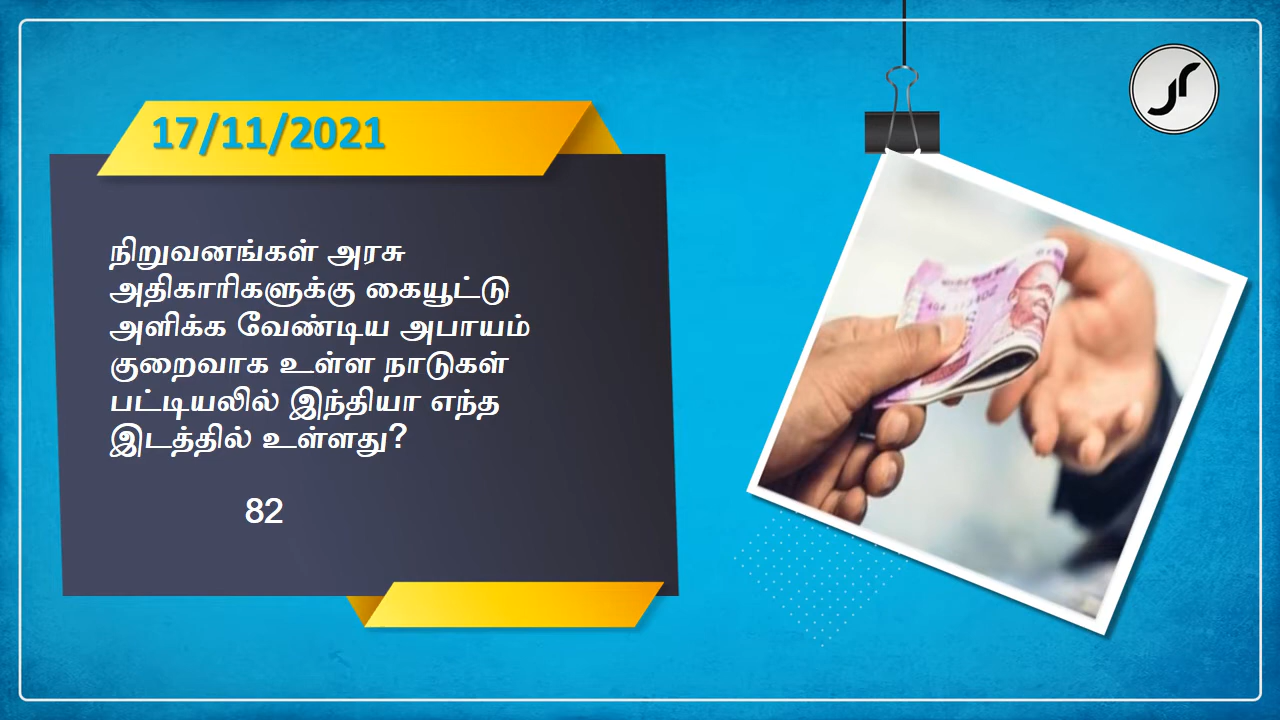 17/11/2021
நிறுவனங்கள் அரசு
அதிகாரிகளுக்கு கையூட்டு
அளிக்க வேண்டிய அபாயம்
குறைவாக உள்ள நாடுகள்
பட்டியலில் இந்தியா எந்த
இடத்தில் உள்ளது?
82